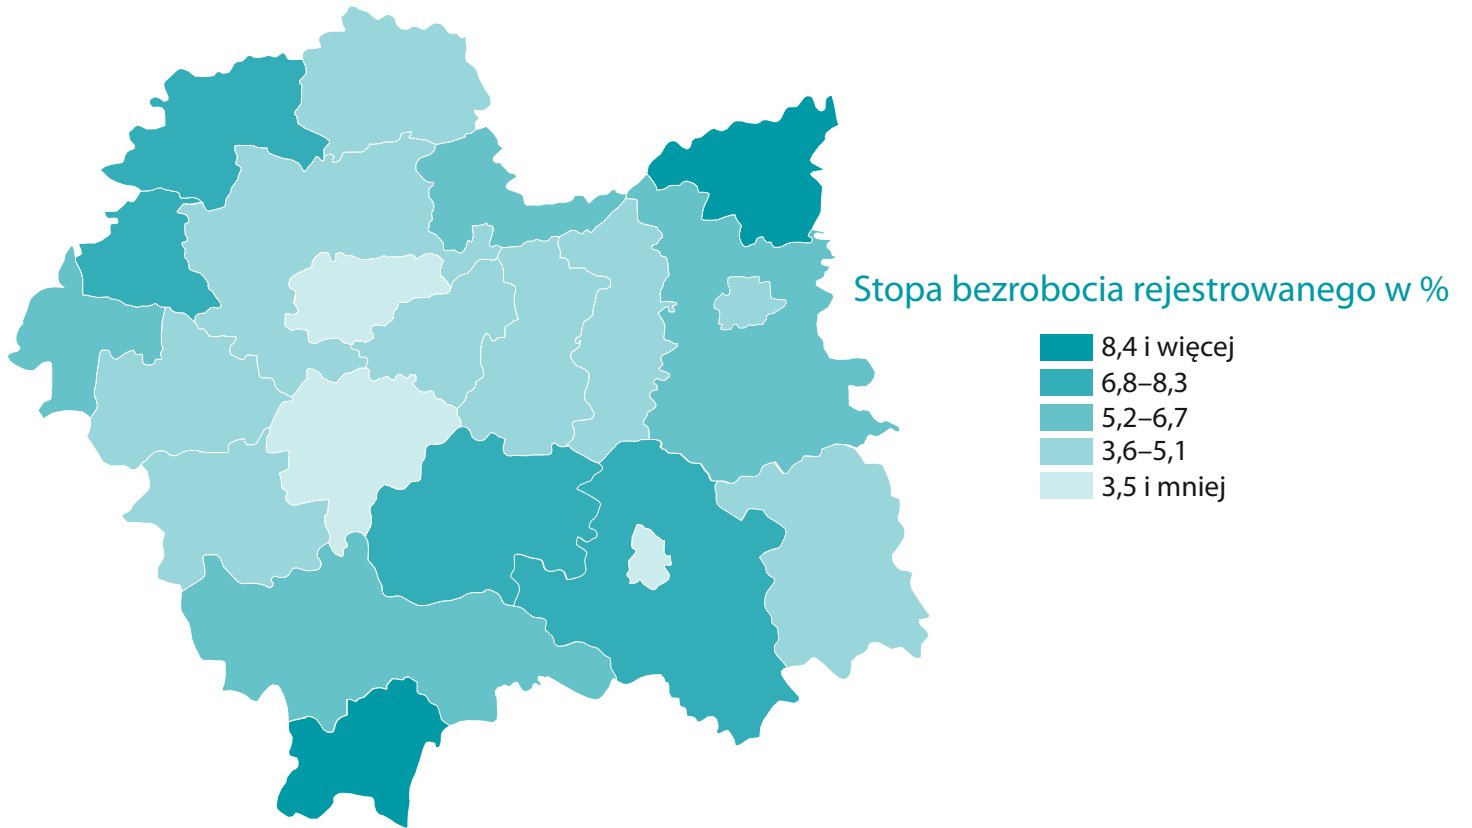 Stopa bezrobocia rejestrowanego w %
8,4 i więcej
6,8–8,3
5,2–6,7
3,6–5,1
3,5 i mniej